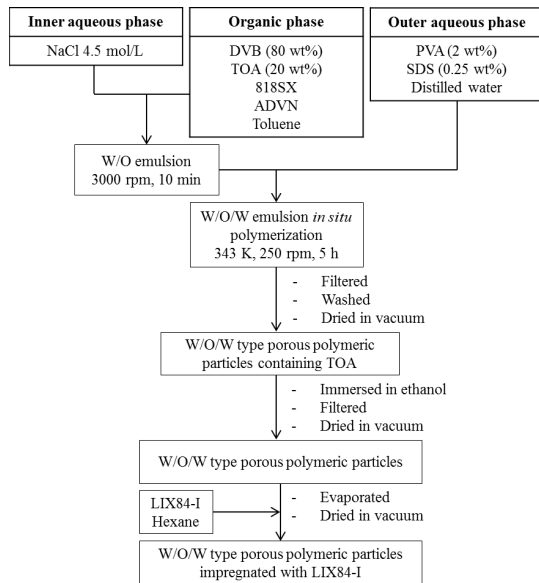 Inner aqueous phase
NaCl 4.5 mol/L
Organic phase
DVB (80 wt%)
TOA (20 wt%)
818SX
ADVN
Toluene
Outer aqueous phase
PVA (2 wt%)
SDS (0.25 wt%)
Distilled water
W/O emulsion
3000 rpm, 10 min
W/O/W emulsion in situ
polymerization
343 K, 250 rpm, 5 h
- Filtered
- Washed
- Dried in vacuum
W/O/W type porous polymeric
particles containing TOA
- Immersed in ethanol
- Filtered
- Dried in vacuum
W/O/W type porous polymeric particles
LIX84-I
Hexane
- Evaporated
- Dried in vacuum
W/O/W type porous polymeric particles
impregnated with LIX84-I